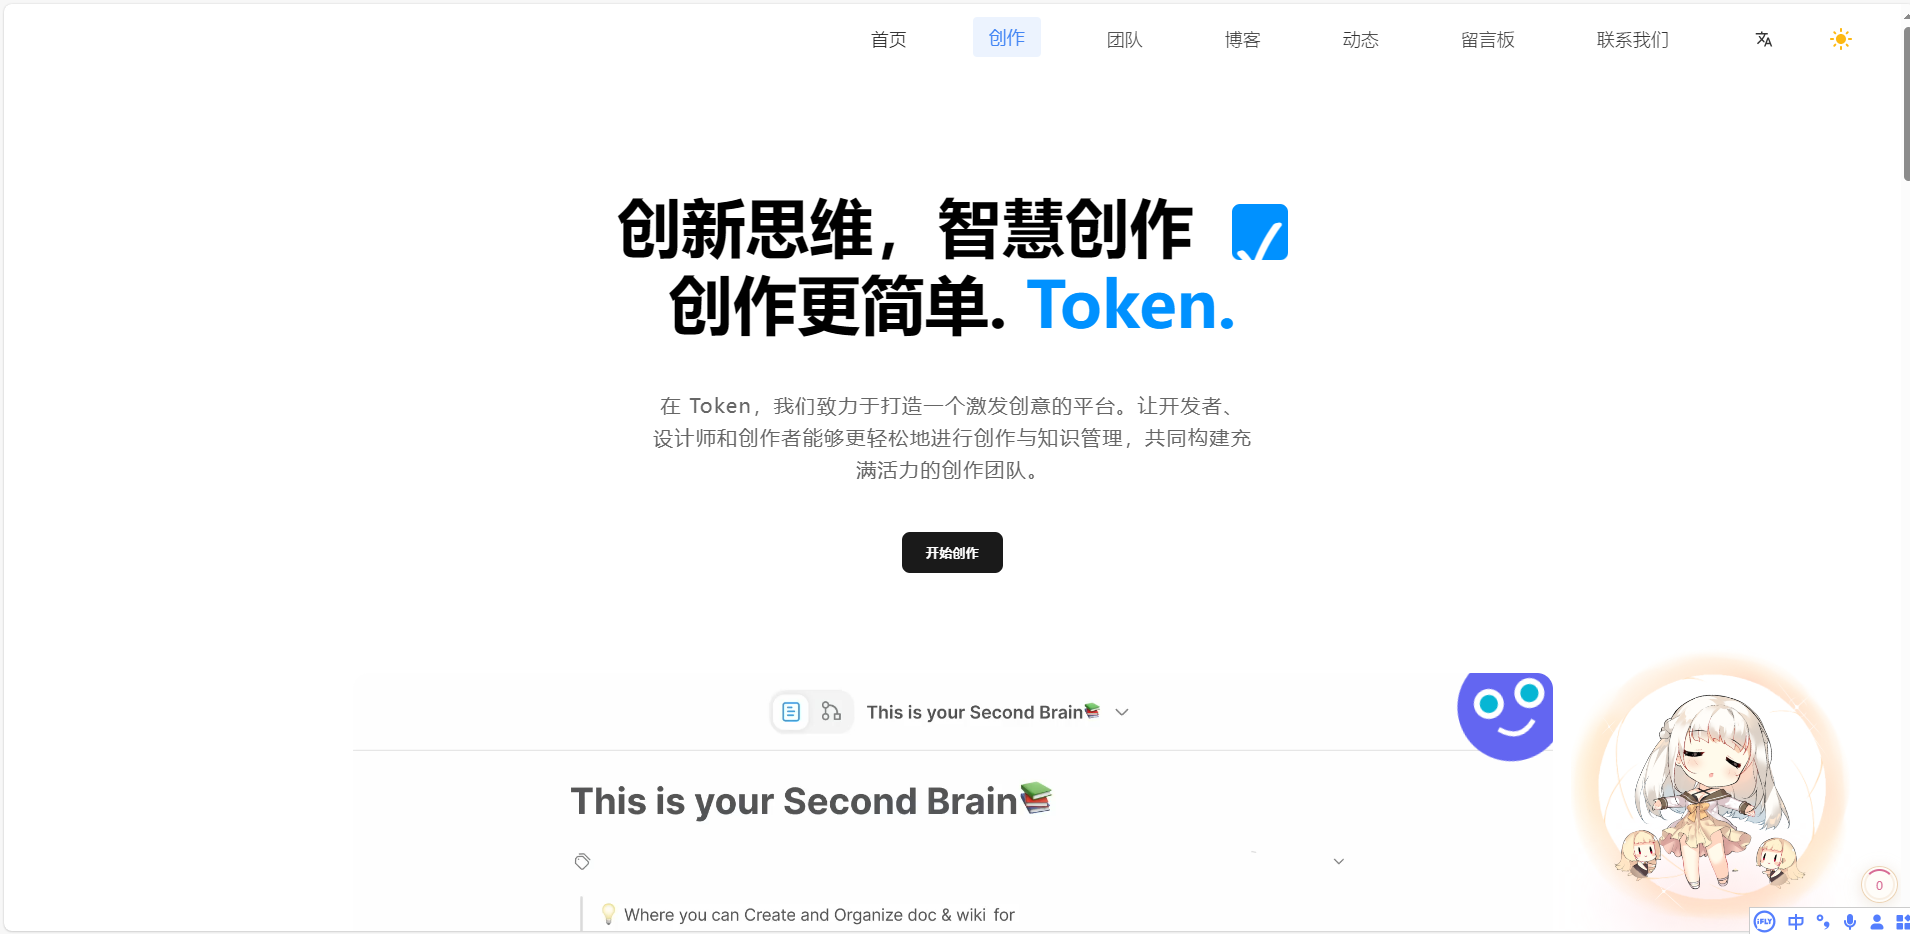 首页 创作 团队 博客 动态 留言板 联系我们
创新思维，智慧创作
创作更简单. Token.
在 Token，我们致力于打造一个激发创意的平台。让开发者、
设计师和创作者能够更轻松地进行创作与知识管理，共同构建充
满活力的创作团队。
开始创作
This is your Second Brain📚
This is your Second Brain📚
💡 Where you can Create and Organize doc & wiki for
0
iFLY 中